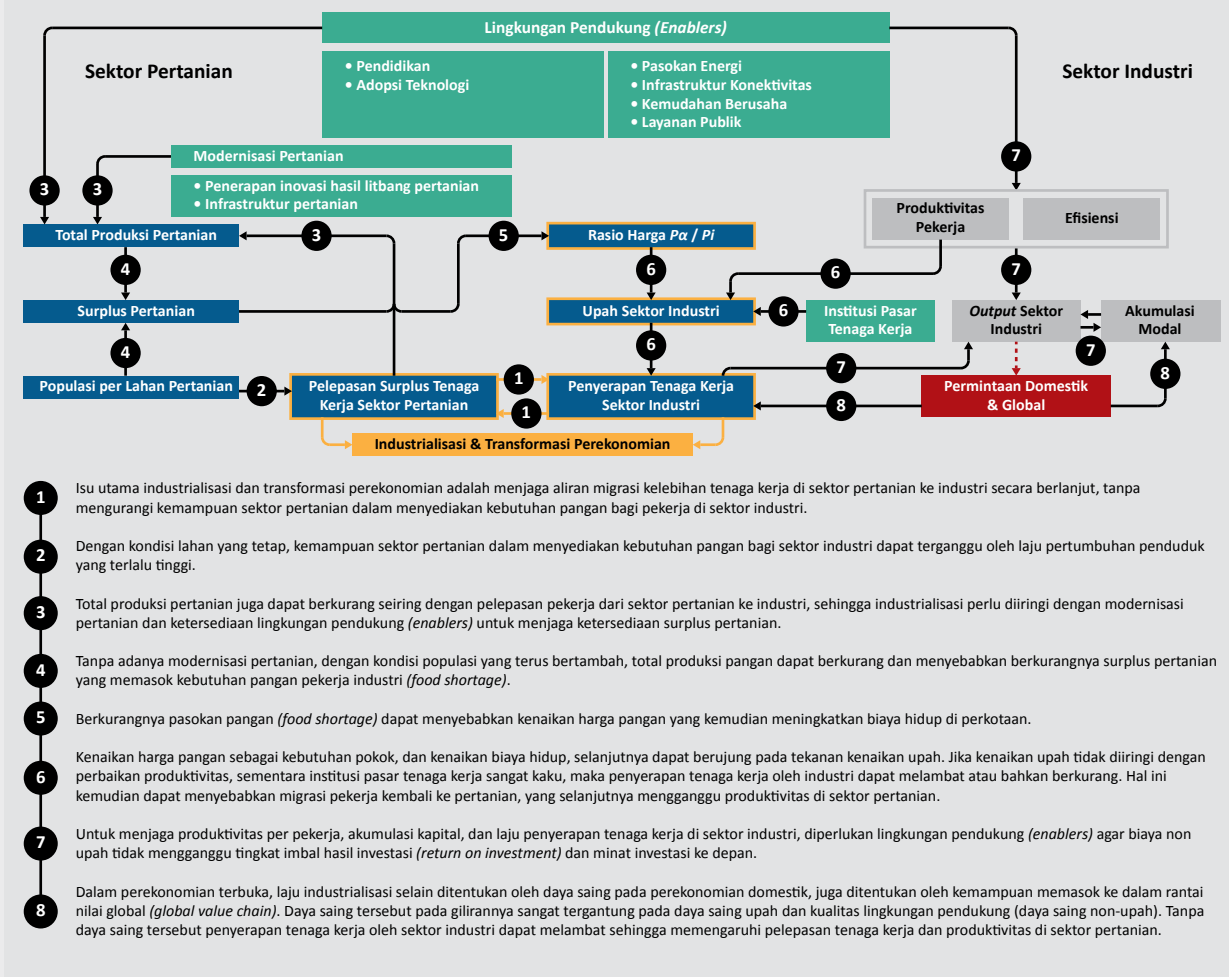 Lingkungan Pendukung (Enablers)
Sektor Pertanian
Sektor Industri
• Pendidikan
• Adopsi Teknologi
• Pasokan Energi
• Infrastruktur Konektivitas
• Kemudahan Berusaha
• Layanan Publik
Modernisasi Pertanian
• Penerapan inovasi hasil litbang pertanian
• Infrastruktur pertanian
7
3
3
Produktivitas
Pekerja
Efisiensi
Total Produksi Pertanian
3
5
Rasio Harga Pα / Pi
4
6
6
7
Surplus Pertanian
Upah Sektor Industri
6
Institusi Pasar
Tenaga Kerja
Output Sektor
Industri
Akumulasi
Modal
7
4
6
7
8
Populasi per Lahan Pertanian
2
Pelepasan Surplus Tenaga
Kerja Sektor Pertanian
1
1
Penyerapan Tenaga Kerja
Sektor Industri
8
Permintaan Domestik
& Global
Industrialisasi & Transformasi Perekonomian
1
Isu utama industrialisasi dan transformasi perekonomian adalah menjaga aliran migrasi kelebihan tenaga kerja di sektor pertanian ke industri secara berlanjut, tanpa
mengurangi kemampuan sektor pertanian dalam menyediakan kebutuhan pangan bagi pekerja di sektor industri.
2
Dengan kondisi lahan yang tetap, kemampuan sektor pertanian dalam menyediakan kebutuhan pangan bagi sektor industri dapat terganggu oleh laju pertumbuhan penduduk
yang terlalu tinggi.
3
Total produksi pertanian juga dapat berkurang seiring dengan pelepasan pekerja dari sektor pertanian ke industri, sehingga industrialisasi perlu diiringi dengan modernisasi
pertanian dan ketersediaan lingkungan pendukung (enablers) untuk menjaga ketersediaan surplus pertanian.
4
Tanpa adanya modernisasi pertanian, dengan kondisi populasi yang terus bertambah, total produksi pangan dapat berkurang dan menyebabkan berkurangnya surplus pertanian
yang memasok kebutuhan pangan pekerja industri (food shortage).
5
Berkurangnya pasokan pangan (food shortage) dapat menyebabkan kenaikan harga pangan yang kemudian meningkatkan biaya hidup di perkotaan.
6
Kenaikan harga pangan sebagai kebutuhan pokok, dan kenaikan biaya hidup, selanjutnya dapat berujung pada tekanan kenaikan upah. Jika kenaikan upah tidak diiringi dengan
perbaikan produktivitas, sementara institusi pasar tenaga kerja sangat kaku, maka penyerapan tenaga kerja oleh industri dapat melambat atau bahkan berkurang. Hal ini
kemudian dapat menyebabkan migrasi pekerja kembali ke pertanian, yang selanjutnya mengganggu produktivitas di sektor pertanian.
7
Untuk menjaga produktivitas per pekerja, akumulasi kapital, dan laju penyerapan tenaga kerja di sektor industri, diperlukan lingkungan pendukung (enablers) agar biaya non
upah tidak mengganggu tingkat imbal hasil investasi (return on investment) dan minat investasi ke depan.
8
Dalam perekonomian terbuka, laju industrialisasi selain ditentukan oleh daya saing pada perekonomian domestik, juga ditentukan oleh kemampuan memasok ke dalam rantai
nilai global (global value chain). Daya saing tersebut pada gilirannya sangat tergantung pada daya saing upah dan kualitas lingkungan pendukung (daya saing non-upah). Tanpa
daya saing tersebut penyerapan tenaga kerja oleh sektor industri dapat melambat sehingga memengaruhi pelepasan tenaga kerja dan produktivitas di sektor pertanian.